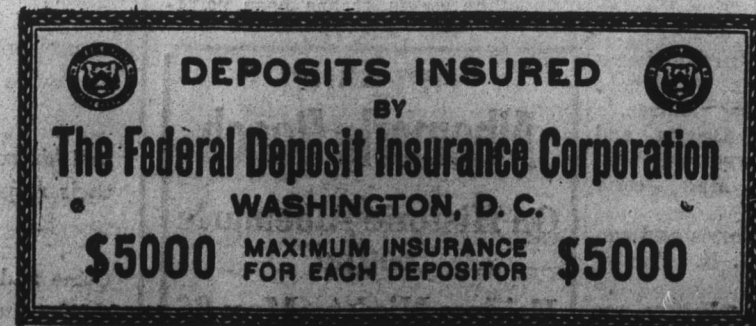 DEPOSITS INSURED
BY
The Federal Deposit Insurance Corporation
WASHINGTON, D. C.
$5000 MAXIMUM INSURANCE FOR EACH DEPOSITOR $5000